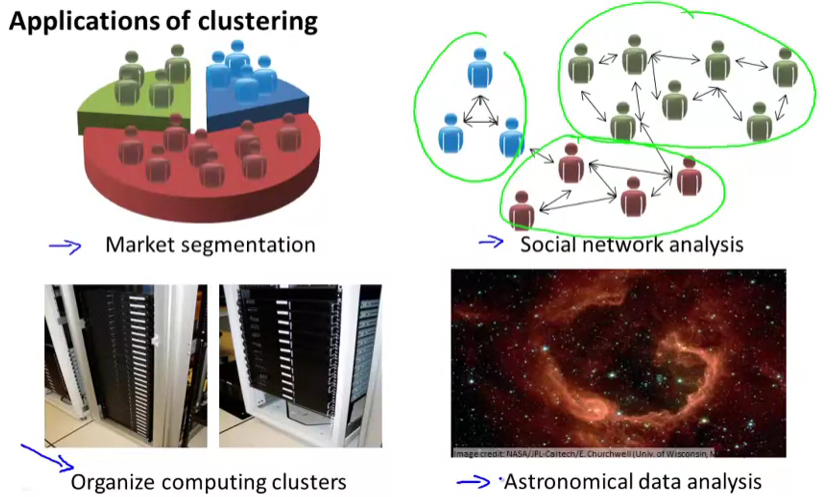 Applications of clustering
Market segmentation
Social network analysis
Image credit: NASA/JPL-Caltech/E. Churchwell (Univ. of Wisconsin,
Organize computing clusters
Astronomical data analysis